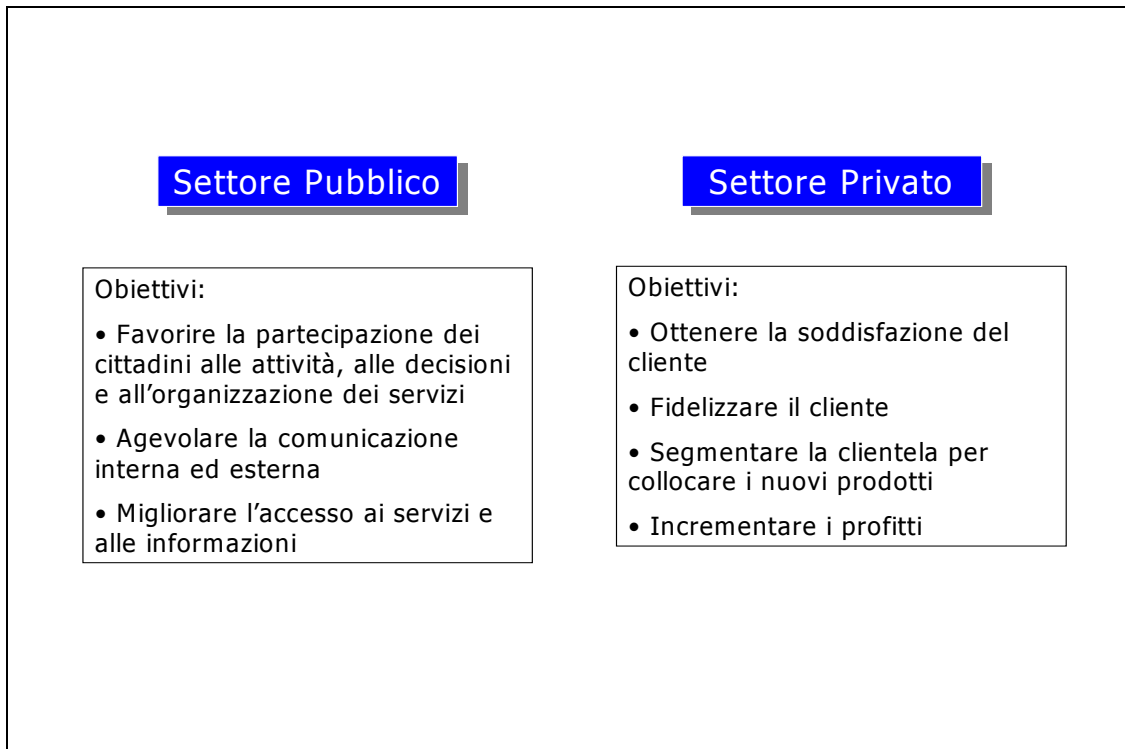 Settore Pubblico
Obiettivi:
• Favorire la partecipazione dei
cittadini alle attività, alle decisioni
e all’organizzazione dei servizi
• Agevolare la comunicazione
interna ed esterna
• Migliorare l’accesso ai servizi e
alle informazioni
Settore Privato
Obiettivi:
• Ottenere la soddisfazione del
cliente
• Fidelizzare il cliente
• Segmentare la clientela per
collocare i nuovi prodotti
• Incrementare i profitti